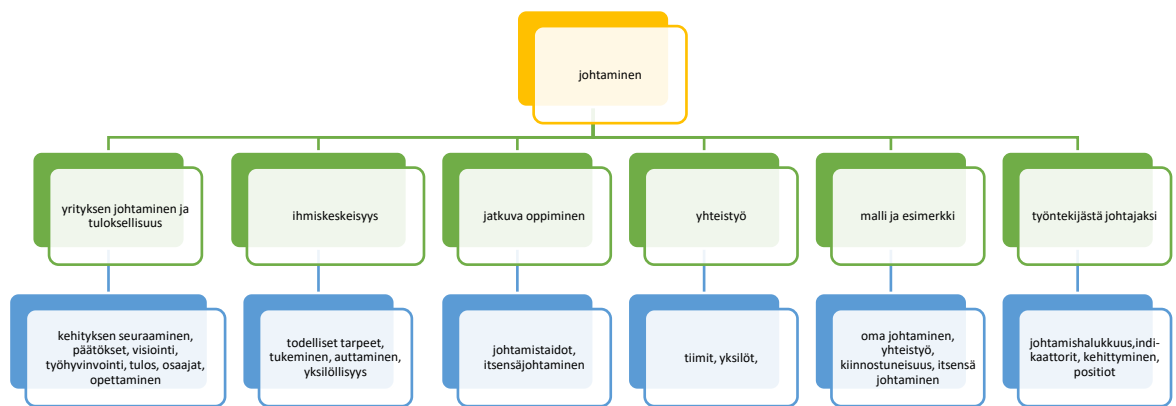 johtaminen
yrityksen johtaminen ja
tuloksellisuus
ihmiskeskeisyys
jatkuva oppiminen
yhteistyö
malli ja esimerkki
työntekijästä johtajaksi
kehityksen seuraaminen,
päätökset, visiointi,
työhyvinvointi, tulos, osaajat,
opettaminen
todelliset tarpeet,
tukeminen, auttaminen,
yksilöllisyys
johtamistaidot,
itsensäjohtaminen
tiimit, yksilöt,
oma johtaminen,
yhteistyö,
kiinnostuneisuus, itsensä
johtaminen
johtamishalukkuus,indi-
kaattorit, kehittyminen,
positiot